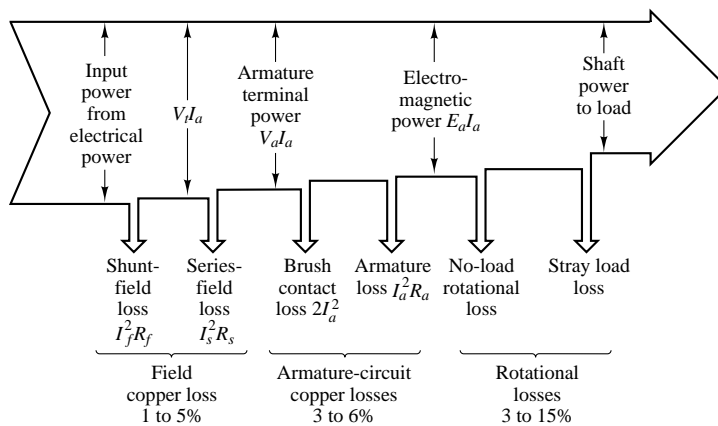 Input
power
from
electrical
power
V_tI_a
Armature
terminal
power
V_aI_a
Electro-
magnetic
power E_aI_a
Shaft
power
to load
Shunt-
field
loss
I_f^2R_f
Series-
field
loss
I_s^2R_s
Brush
contact
loss 2I_a^2
Armature
loss I_a^2R_a
No-load
rotational
loss
Stray load
loss
Field
copper loss
1 to 5%
Armature-circuit
copper losses
3 to 6%
Rotational
losses
3 to 15%